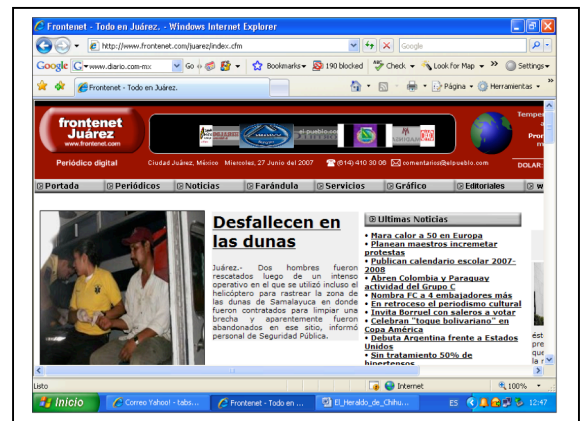 Frontenet - Todo en Juárez. - Windows Internet Explorer
http://www.frontenet.com/juarez/index.cfm
Google
Google
www.diario.com-mx
Go
Bookmarks
190 blocked
Check
Look for Map
Settings
Frontenet - Todo en Juárez.
Página
Herramientas
frontenet
Juárez
www.frontenet.com
Periódico digital
el-pueblo.co
Ciudad Juárez, México Miercoles, 27 Junio del 2007
(614) 410 30 08
comentarios@elpueblo.com
Temper
Pro
DOLAR:
Portada
Periódicos
Noticias
Farándula
Servicios
Gráfico
Editoriales
w
Desfallecen en
las dunas
Juárez.- Dos hombres fueron
rescatados luego de un intenso
operativo en el que se utilizó incluso el
helicóptero para rastrear la zona de
las dunas de Samalayuca en donde
fueron contratados para limpiar una
brecha y aparentemente fueron
abandonados en ese sitio, informó
personal de Seguridad Pública.
Ultimas Noticias
• Mara calor a 50 en Europa
• Planean maestros incremetar
protestas
• Publican calendario escolar 2007-
2008
• Abren Colombia y Paraguay
actividad del Grupo C
• Nombra FC a 4 embajadores más
• En retroceso el periodismo cultural
• Invita Borruel con saleros a votar
• Celebran "toque bolivariano" en
Copa América
• Debuta Argentina frente a Estados
Unidos
• Sin tratamiento 50% de
hipertensos
ést
pre
que
la r
Listo
Internet
100%
Inicio
Correo Yahoo! - tabs...
Frontenet - Todo en ...
El_Heraldo_de_Chihu...
ES
12:47